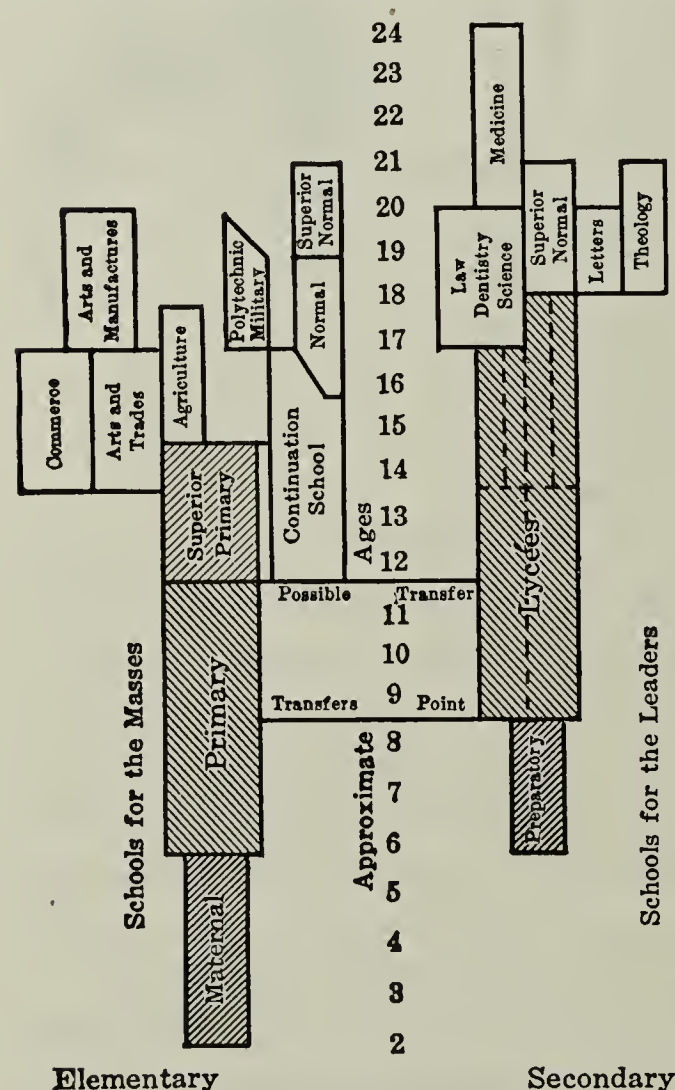 24
23
22
21
20
19
18
17
16
15
14
13
12
11
10
9
8
7
6
5
4
3
2
Approximate
Ages
Schools for the Masses
Commerce
Arts and
Trades
Arts and
Manufactures
Agriculture
Superior
Primary
Primary
Maternal
Polytechnic
Military
Superior
Normal
Normal
Continuation
School
Possible Transfer
Transfers Point
Medicine
Law
Dentistry
Science
Superior
Normal
Letters
Theology
Lycées
Preparatory
Schools for the Leaders
Elementary
Secondary